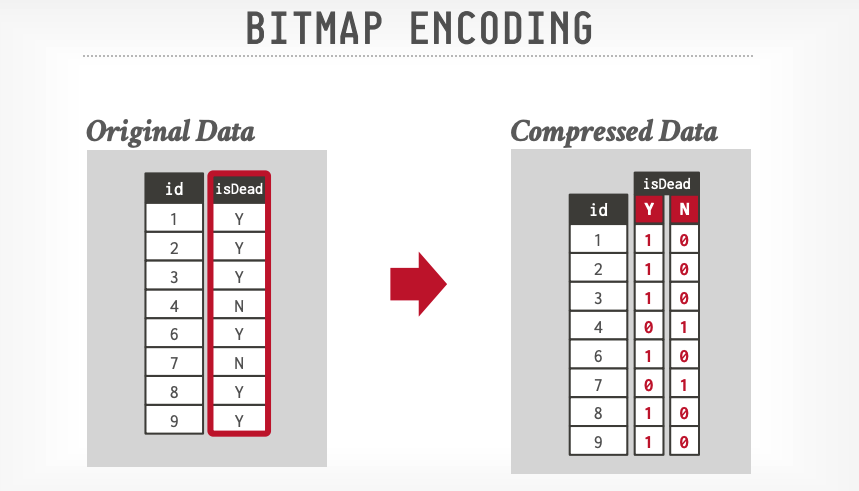 BITMAP ENCODING
Original Data
id isDead
1 Y
2 Y
3 Y
4 N
6 Y
7 N
8 Y
9 Y
Compressed Data
isDead
id Y N
1 1 0
2 1 0
3 1 0
4 0 1
6 1 0
7 0 1
8 1 0
9 1 0